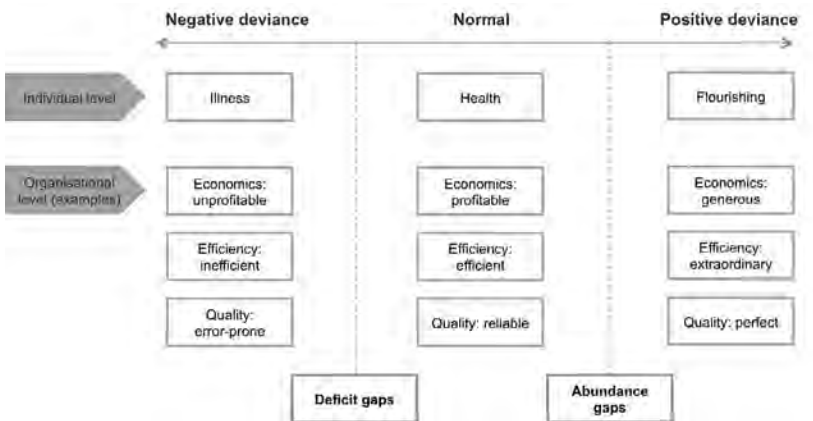 Negative deviance
Normal
Positive deviance
Individual level
Illness
Health
Flourishing
Organisational
level (examples)
Economics:
unprofitable
Economics:
profitable
Economics:
generous
Efficiency:
inefficient
Efficiency:
efficient
Efficiency:
extraordinary
Quality:
error-prone
Quality: reliable
Quality: perfect
Deficit gaps
Abundance
gaps